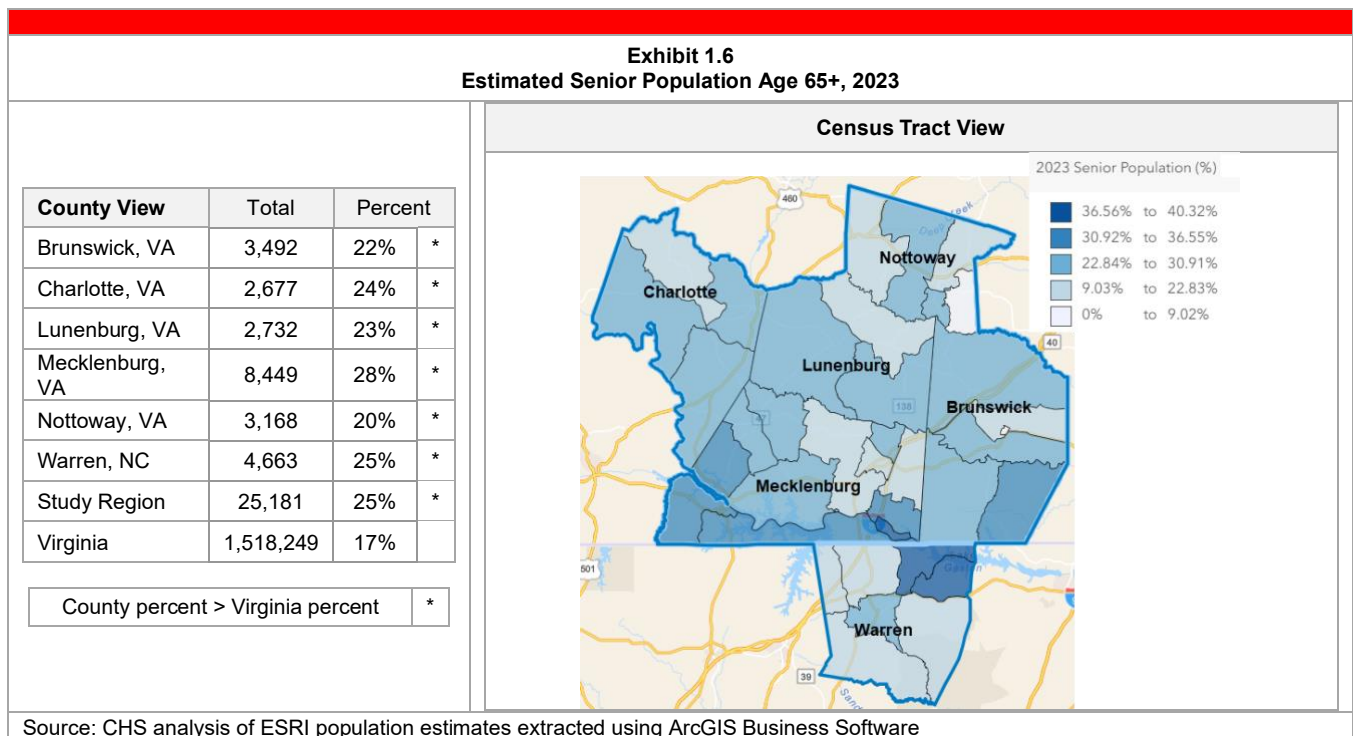 Exhibit 1.6
Estimated Senior Population Age 65+, 2023
Census Tract View
County View Total Percent
Brunswick, VA 3,492 22% *
Charlotte, VA 2,677 24% *
Lunenburg, VA 2,732 23% *
Mecklenburg,
VA 8,449 28% *
Nottoway, VA 3,168 20% *
Warren, NC 4,663 25% *
Study Region 25,181 25% *
Virginia 1,518,249 17%
County percent > Virginia percent *
2023 Senior Population (%)
36.56% to 40.32%
30.92% to 36.55%
22.84% to 30.91%
9.03% to 22.83%
0% to 9.02%
460
Deep Creek
Nottoway
Charlotte
40
Lunenburg
138
Brunswick
47
Mecklenburg
501
Gaston
Warren
39
Source: CHS analysis of ESRI population estimates extracted using ArcGIS Business Software